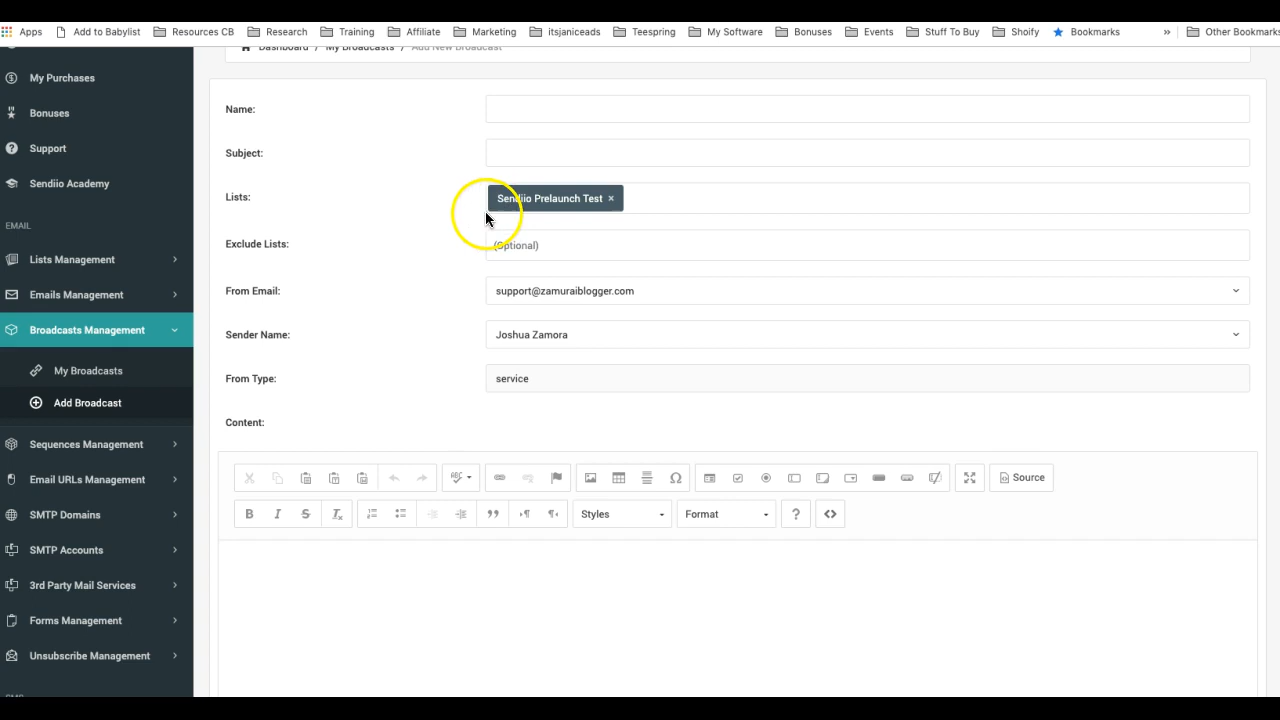 Apps Add to Babylist Resources CB Research Training Affiliate Marketing itsjaniceads Teespring My Software Bonuses Events Stuff To Buy Shoify Bookmarks » Other Bookmarks
Dashboard / My Broadcasts / Add New Broadcast
My Purchases
Bonuses
Support
Sendiio Academy
EMAIL
Lists Management
Emails Management
Broadcasts Management
My Broadcasts
Add Broadcast
Sequences Management
Email URLs Management
SMTP Domains
SMTP Accounts
3rd Party Mail Services
Forms Management
Unsubscribe Management
SMS
Name:
Subject:
Lists: Sendiio Prelaunch Test ×
Exclude Lists: (Optional)
From Email: support@zamuraiblogger.com
Sender Name: Joshua Zamora
From Type: service
Content:
ABC Ω Source
B I S Tx Styles Format ? <>